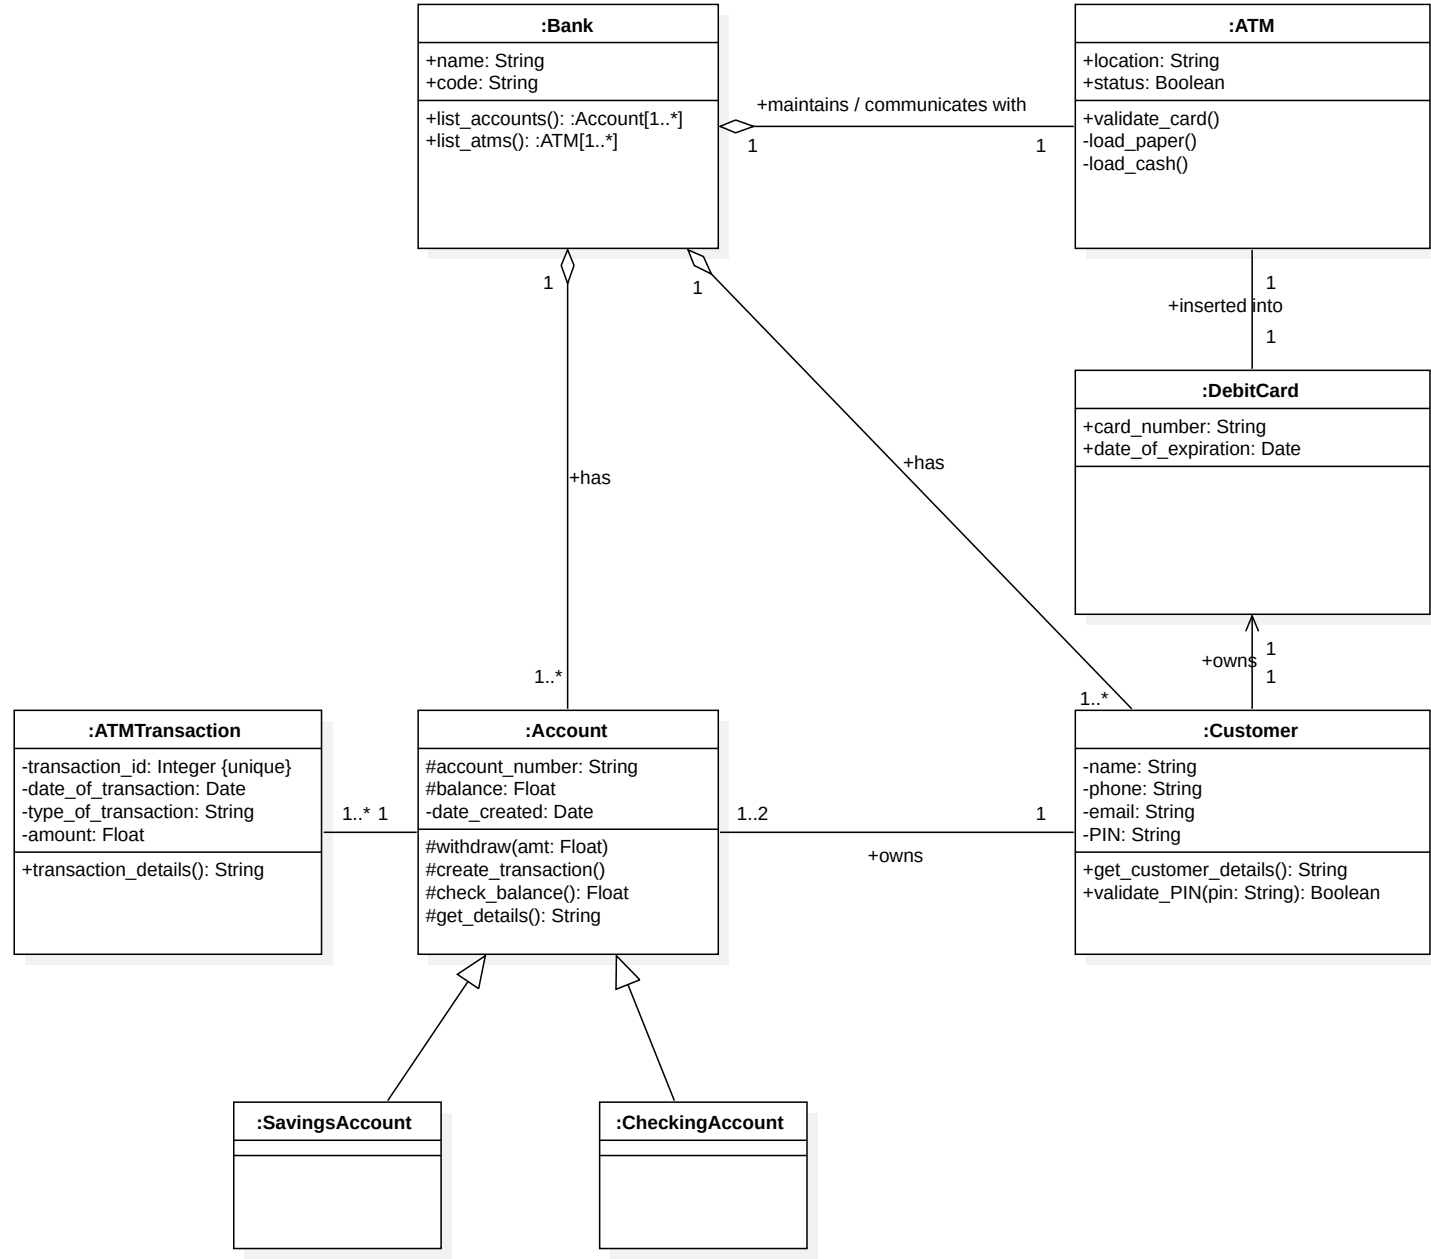 :Bank
+name: String
+code: String
+list_accounts(): :Account[1..*]
+list_atms(): :ATM[1..*]
+maintains / communicates with
1
1
:ATM
+location: String
+status: Boolean
+validate_card()
-load_paper()
-load_cash()
1
1
1
+inserted into
1
:DebitCard
+card_number: String
+date_of_expiration: Date
+has
+has
1
+owns
1
1..*
1..*
:ATMTransaction
-transaction_id: Integer {unique}
-date_of_transaction: Date
-type_of_transaction: String
-amount: Float
+transaction_details(): String
1..* 1
:Account
#account_number: String
#balance: Float
-date_created: Date
#withdraw(amt: Float)
#create_transaction()
#check_balance(): Float
#get_details(): String
1..2
1
+owns
:Customer
-name: String
-phone: String
-email: String
-PIN: String
+get_customer_details(): String
+validate_PIN(pin: String): Boolean
:SavingsAccount
:CheckingAccount